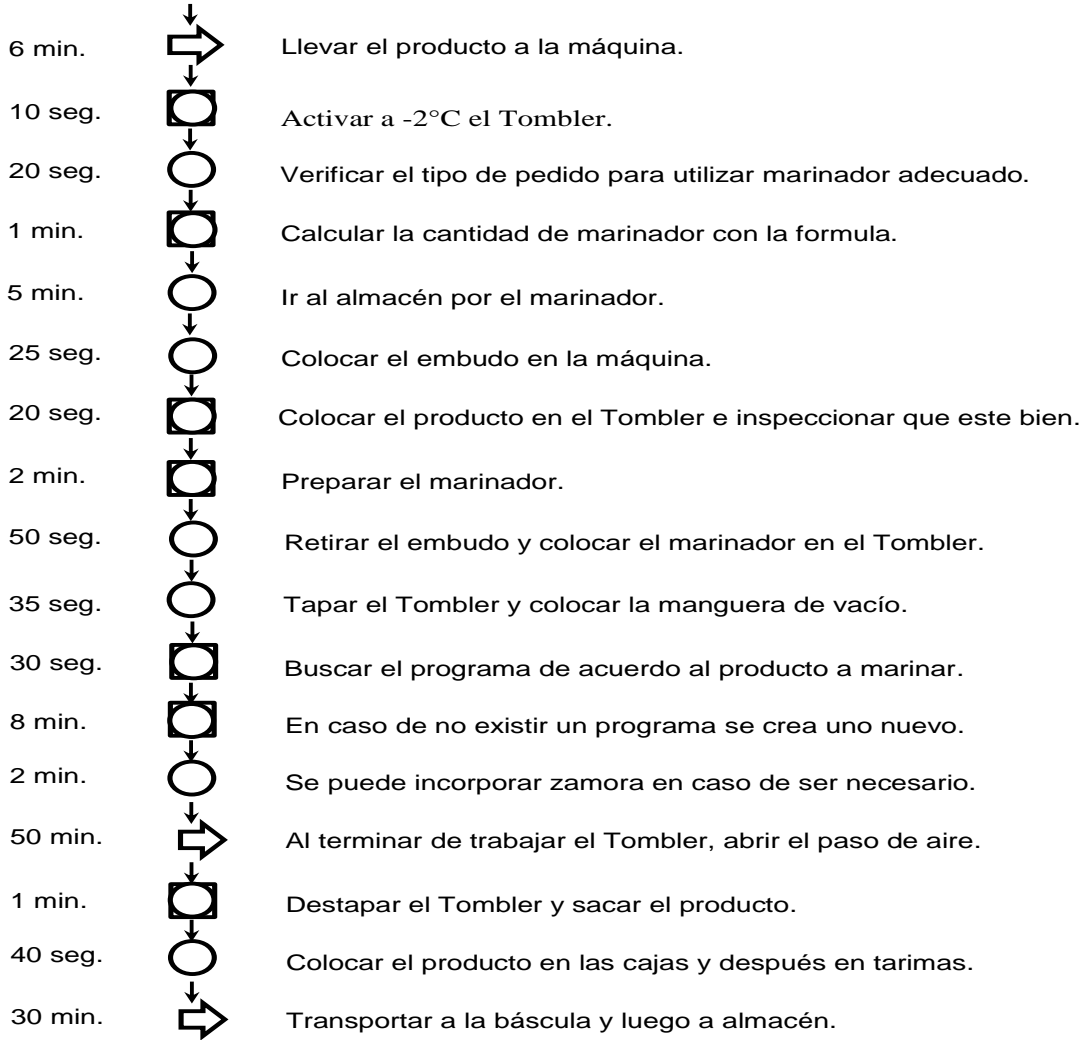 6 min. Llevar el producto a la máquina.
10 seg. Activar a -2°C el Tombler.
20 seg. Verificar el tipo de pedido para utilizar marinador adecuado.
1 min. Calcular la cantidad de marinador con la formula.
5 min. Ir al almacén por el marinador.
25 seg. Colocar el embudo en la máquina.
20 seg. Colocar el producto en el Tombler e inspeccionar que este bien.
2 min. Preparar el marinador.
50 seg. Retirar el embudo y colocar el marinador en el Tombler.
35 seg. Tapar el Tombler y colocar la manguera de vacío.
30 seg. Buscar el programa de acuerdo al producto a marinar.
8 min. En caso de no existir un programa se crea uno nuevo.
2 min. Se puede incorporar zamora en caso de ser necesario.
50 min. Al terminar de trabajar el Tombler, abrir el paso de aire.
1 min. Destapar el Tombler y sacar el producto.
40 seg. Colocar el producto en las cajas y después en tarimas.
30 min. Transportar a la báscula y luego a almacén.